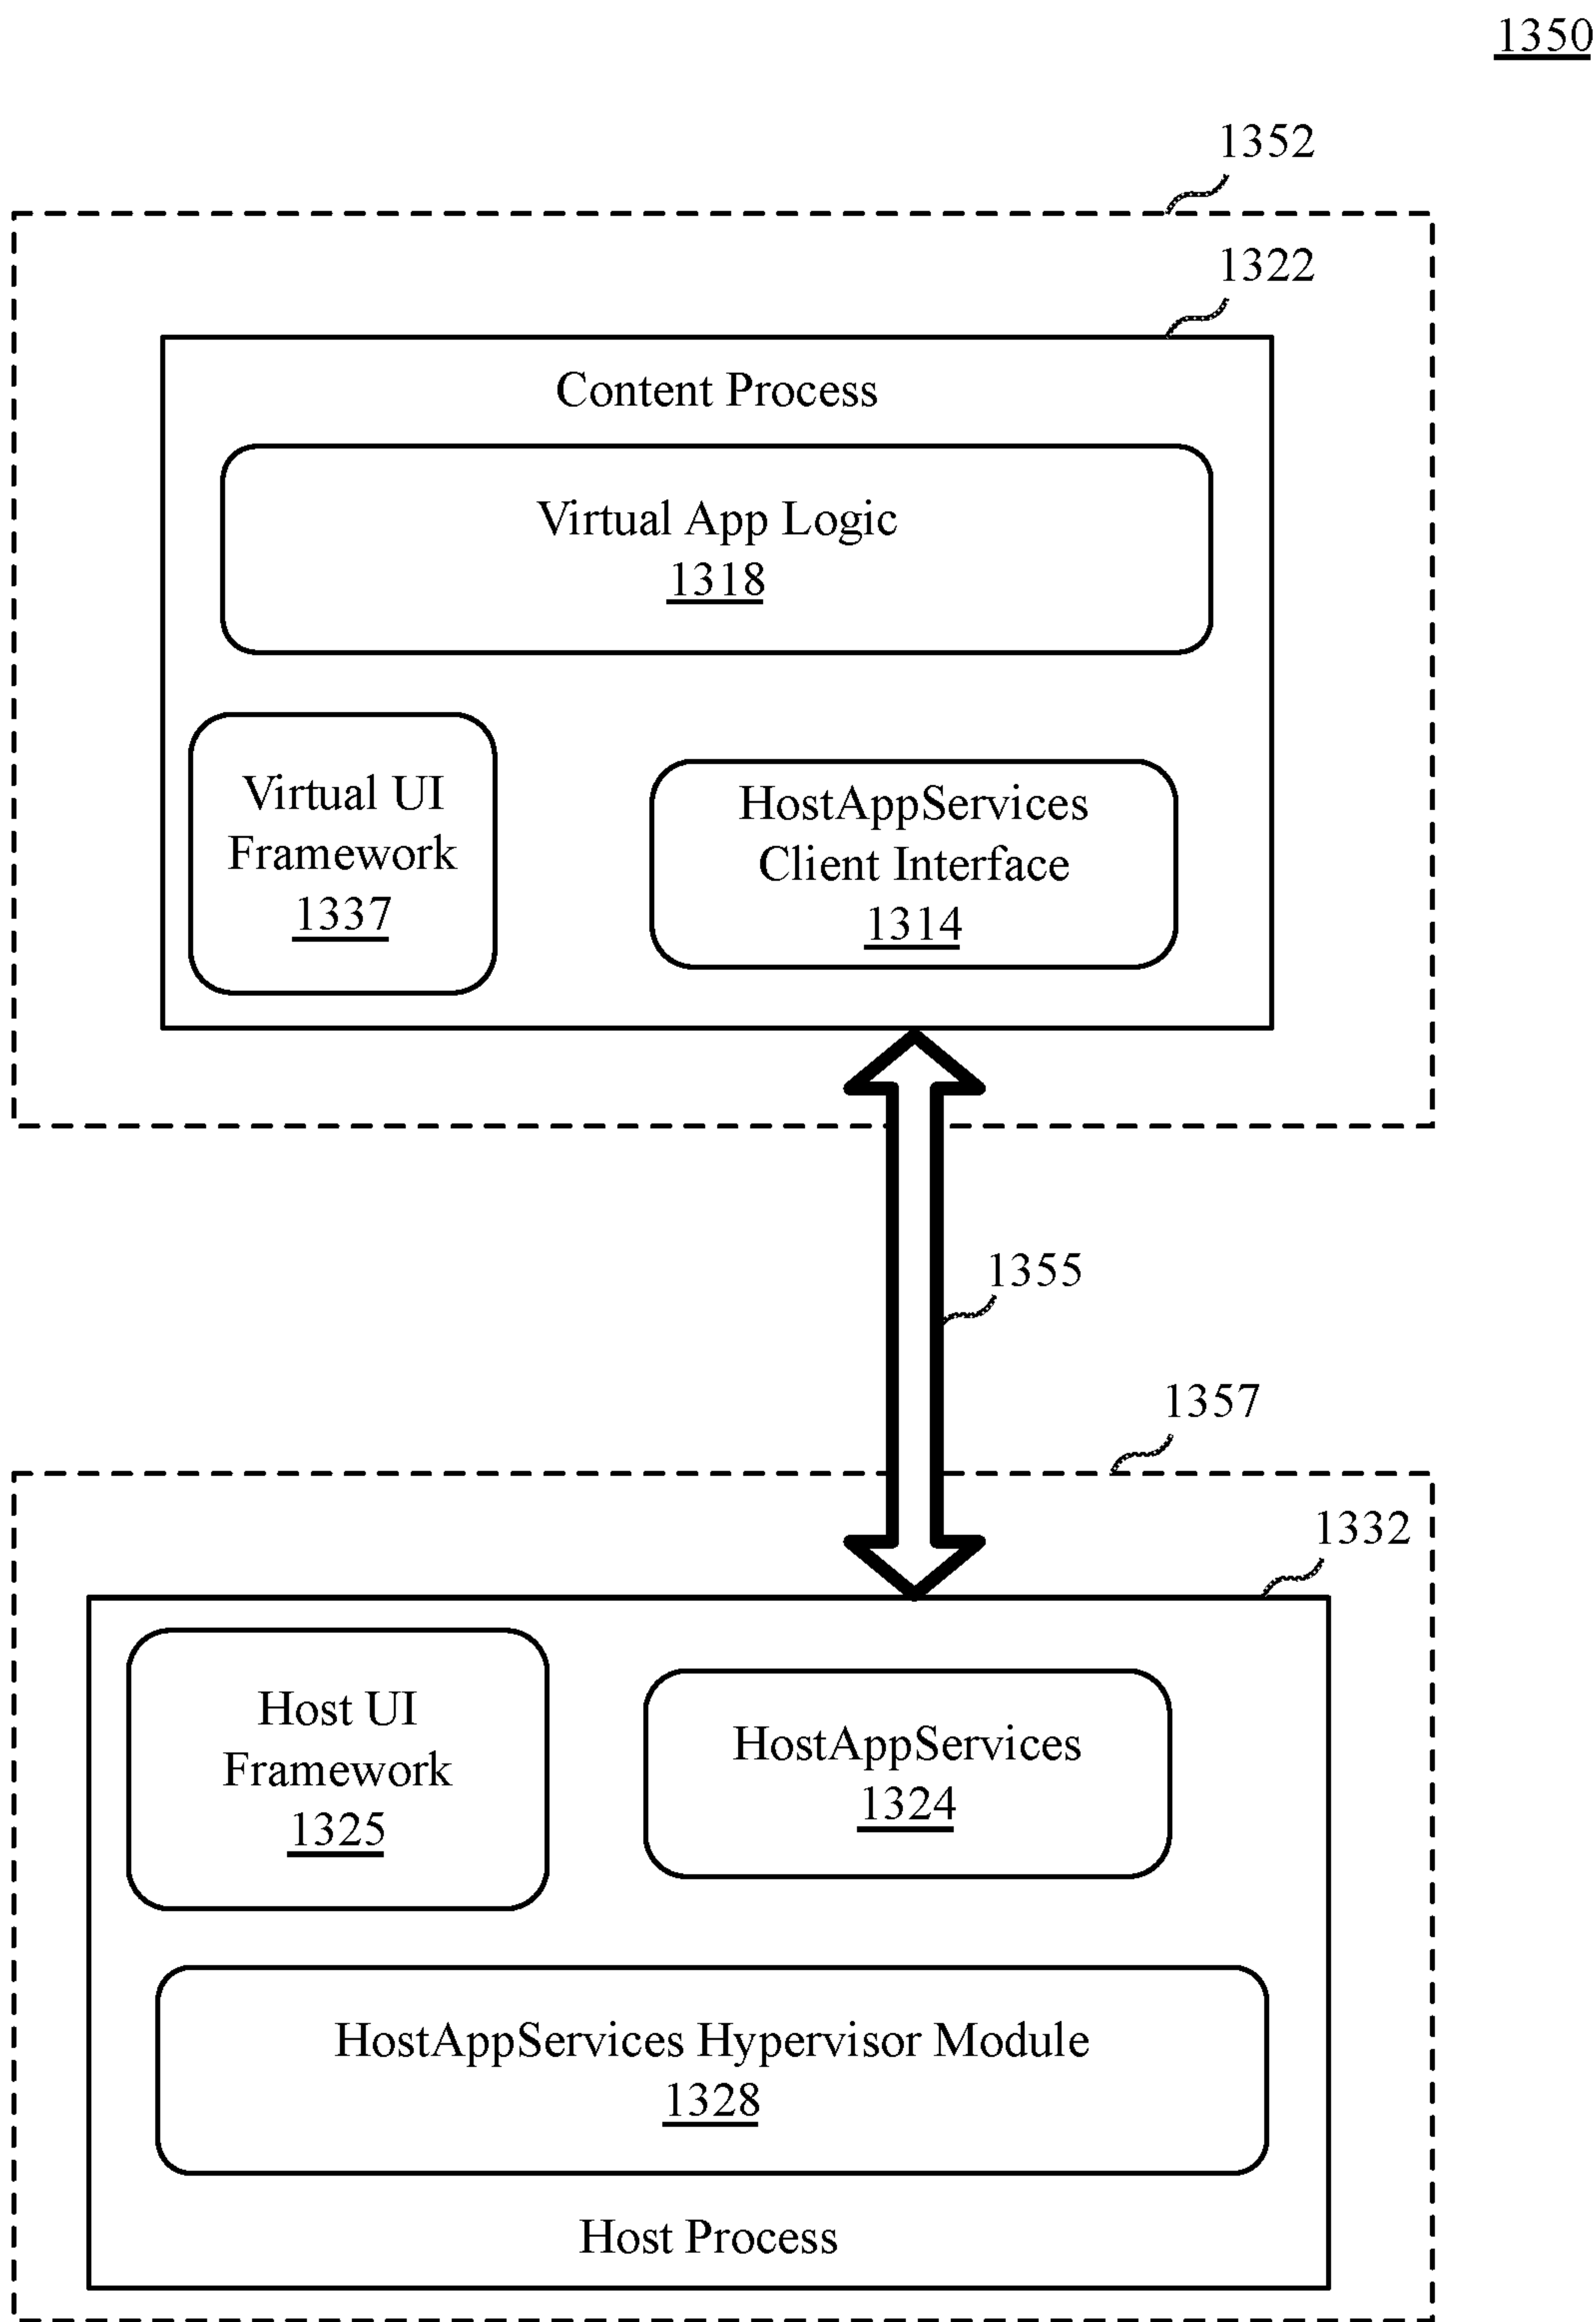 1350
1352
1322
Content Process
Virtual App Logic
1318
Virtual UI
Framework
1337
HostAppServices
Client Interface
1314
1355
1357
1332
Host UI
Framework
1325
HostAppServices
1324
HostAppServices Hypervisor Module
1328
Host Process